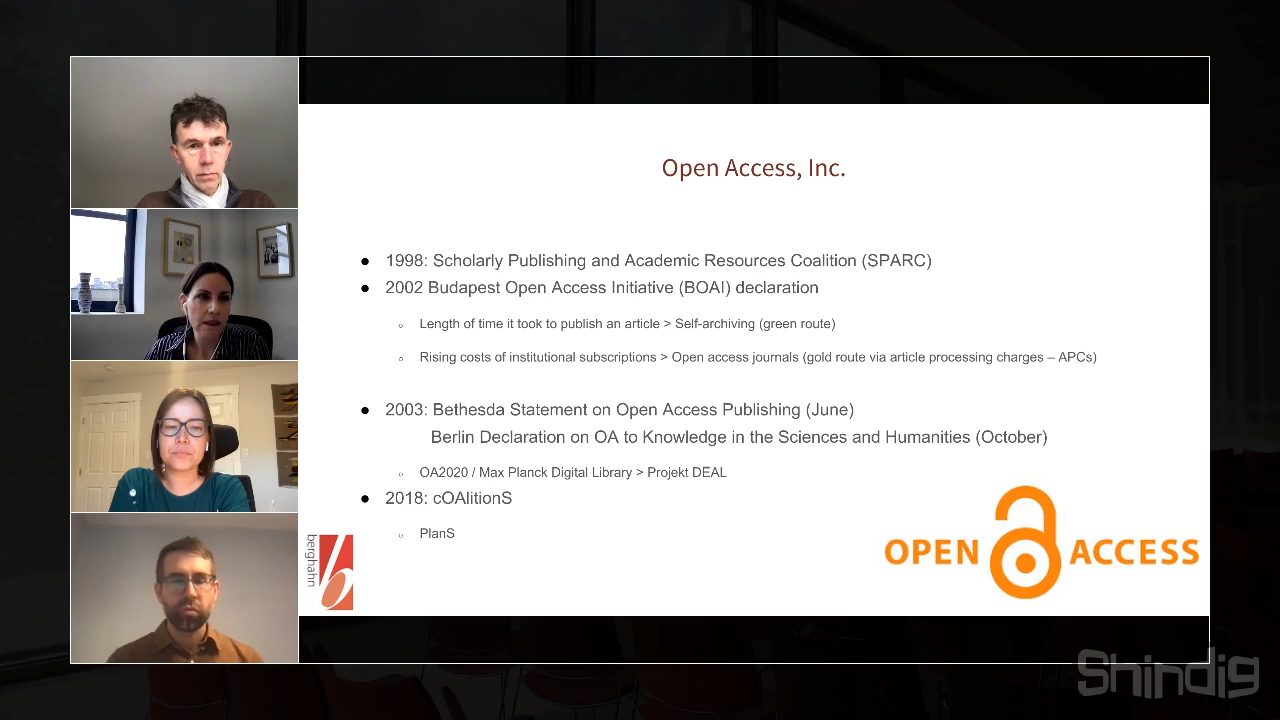 Open Access, Inc.
● 1998: Scholarly Publishing and Academic Resources Coalition (SPARC)
● 2002 Budapest Open Access Initiative (BOAI) declaration
○ Length of time it took to publish an article > Self-archiving (green route)
○ Rising costs of institutional subscriptions > Open access journals (gold route via article processing charges – APCs)
● 2003: Bethesda Statement on Open Access Publishing (June)
Berlin Declaration on OA to Knowledge in the Sciences and Humanities (October)
○ OA2020 / Max Planck Digital Library > Projekt DEAL
● 2018: cOAlitionS
○ PlanS
berghahn
b
OPEN ACCESS
Shindig